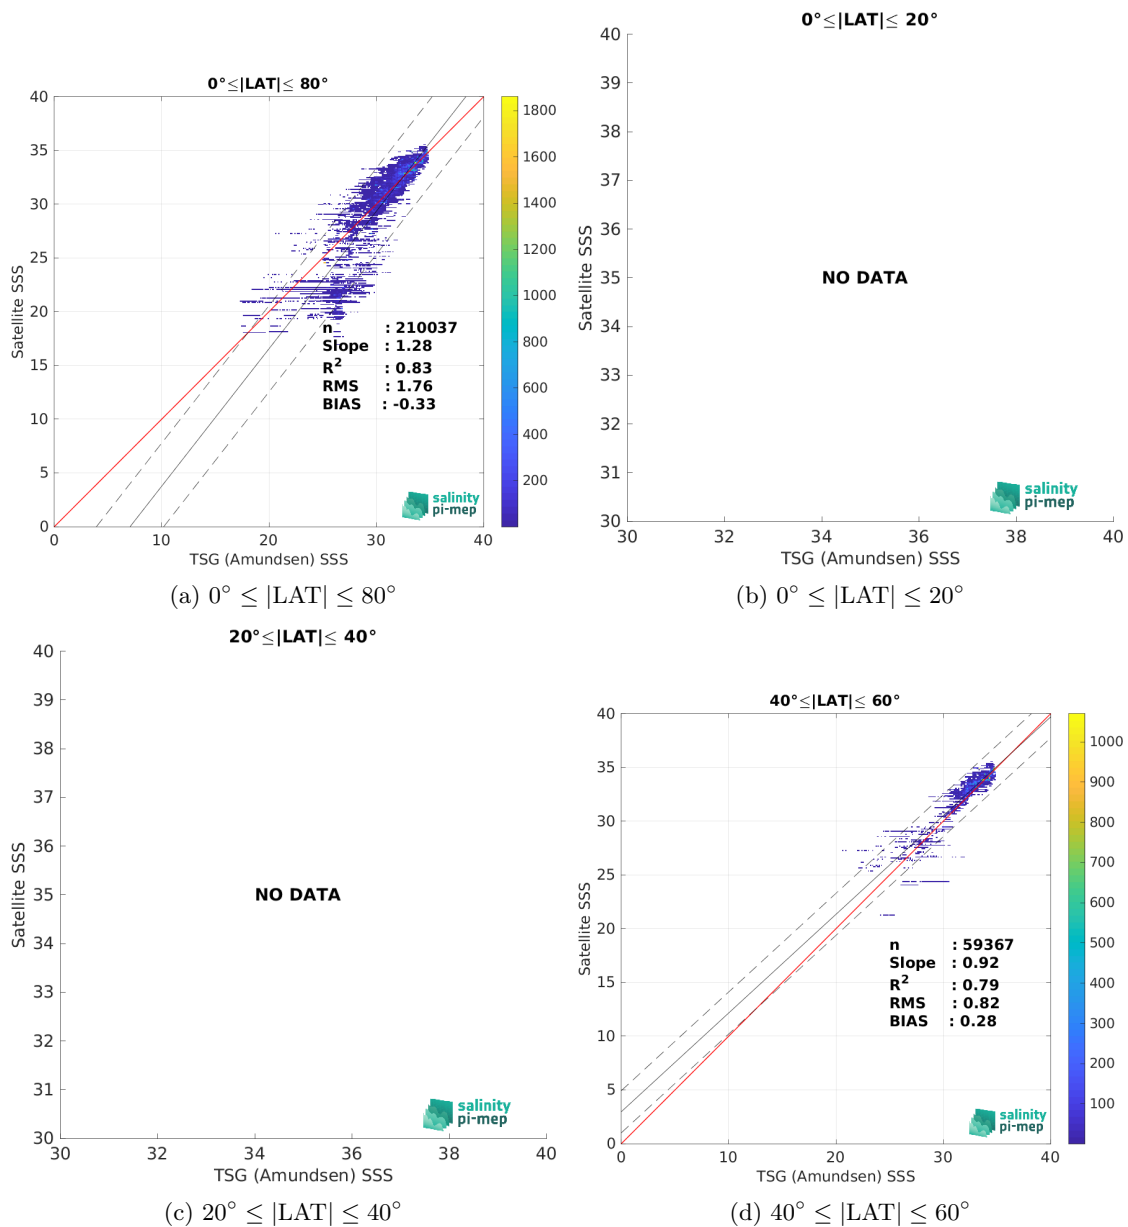 0°≤|LAT|≤ 80°
40
35
30
25
20
15
10
5
0
0
10
20
30
40
Satellite SSS
TSG (Amundsen) SSS
n : 210037
Slope : 1.28
R² : 0.83
RMS : 1.76
BIAS : -0.33
salinity
pi-mep
1800
1600
1400
1200
1000
800
600
400
200
(a) 0° ≤ |LAT| ≤ 80°
0°≤|LAT|≤ 20°
40
39
38
37
36
35
34
33
32
31
30
30
32
34
36
38
40
Satellite SSS
TSG (Amundsen) SSS
NO DATA
salinity
pi-mep
(b) 0° ≤ |LAT| ≤ 20°
20°≤|LAT|≤ 40°
40
39
38
37
36
35
34
33
32
31
30
30
32
34
36
38
40
Satellite SSS
TSG (Amundsen) SSS
NO DATA
salinity
pi-mep
(c) 20° ≤ |LAT| ≤ 40°
40°≤|LAT|≤ 60°
40
35
30
25
20
15
10
5
0
0
10
20
30
40
Satellite SSS
TSG (Amundsen) SSS
n : 59367
Slope : 0.92
R² : 0.79
RMS : 0.82
BIAS : 0.28
salinity
pi-mep
1000
900
800
700
600
500
400
300
200
100
(d) 40° ≤ |LAT| ≤ 60°